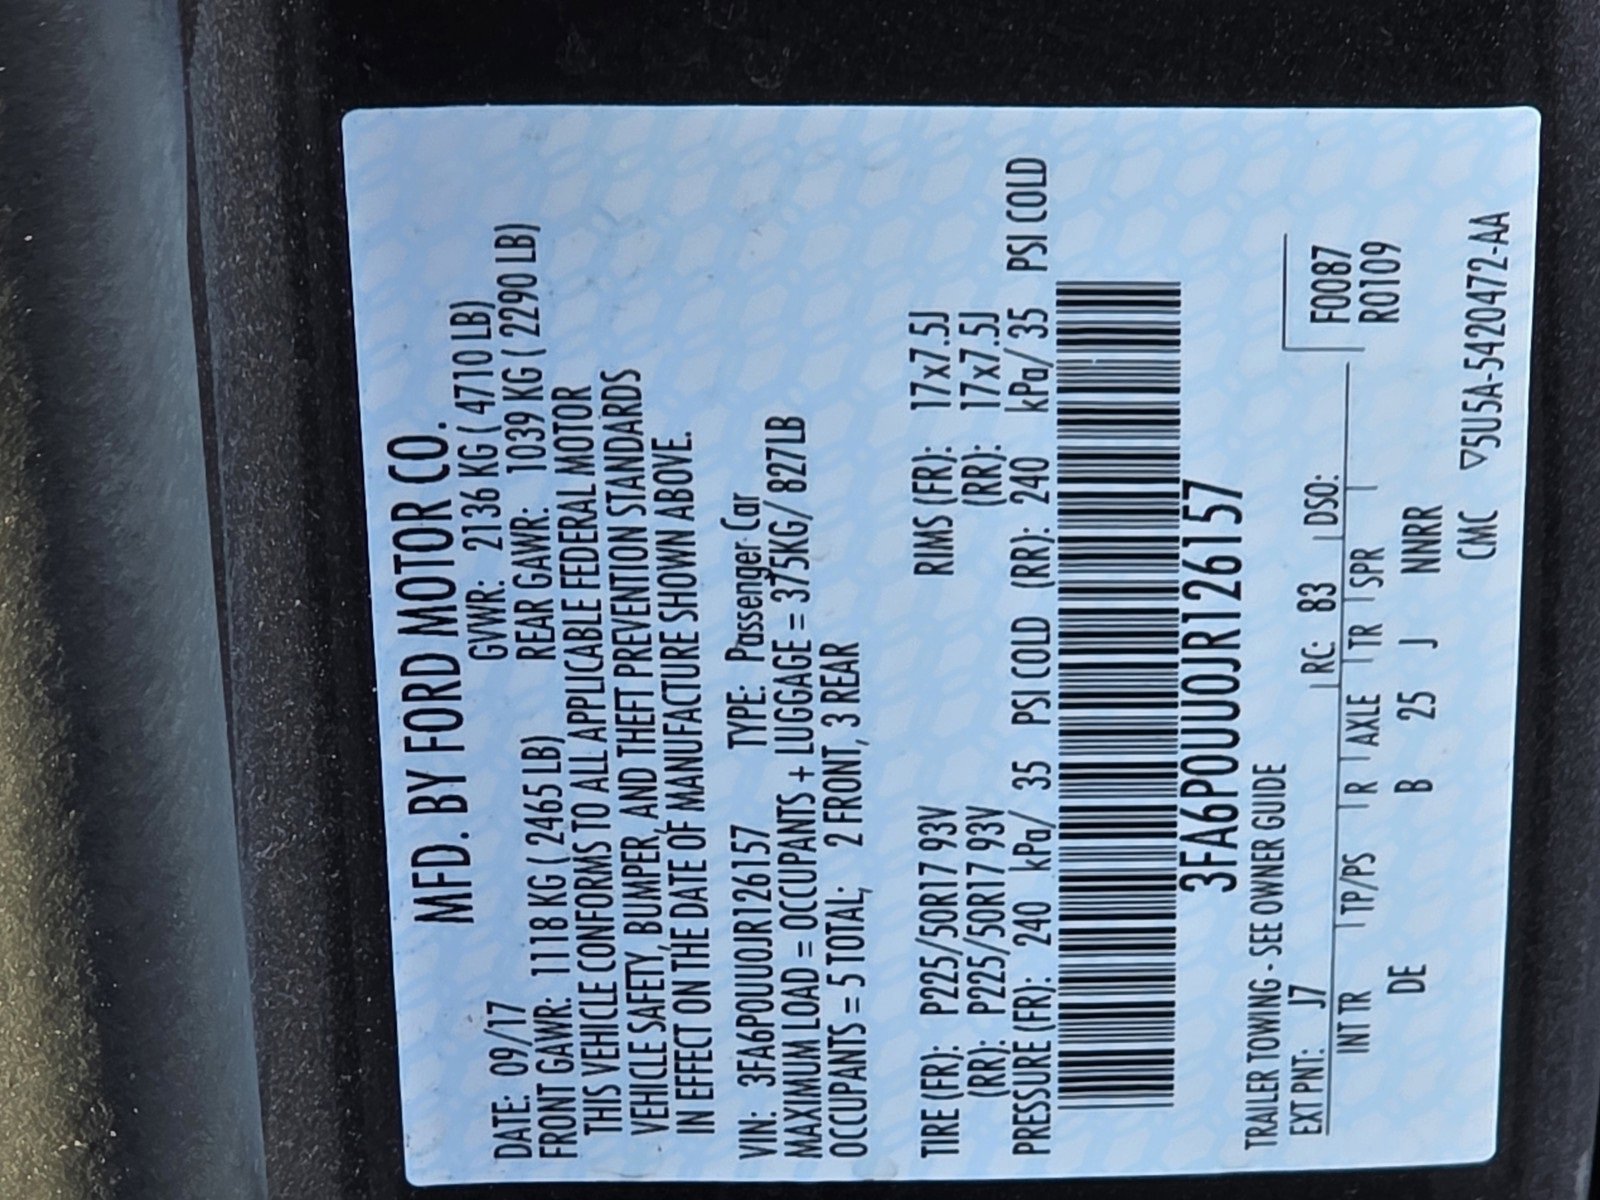 MFD. BY FORD MOTOR CO.
DATE: 09/17 GVWR: 2136 KG ( 4710 LB)
FRONT GAWR: 1118 KG ( 2465 LB) REAR GAWR: 1039 KG ( 2290 LB)
THIS VEHICLE CONFORMS TO ALL APPLICABLE FEDERAL MOTOR
VEHICLE SAFETY, BUMPER, AND THEFT PREVENTION STANDARDS
IN EFFECT ON THE DATE OF MANUFACTURE SHOWN ABOVE.
VIN: 3FA6P0UU0JR126157 TYPE: Passenger Car
MAXIMUM LOAD = OCCUPANTS + LUGGAGE = 375KG/ 827LB
OCCUPANTS = 5 TOTAL; 2 FRONT, 3 REAR
TIRE (FR): P225/50R17 93V RIMS (FR): 17x7.5J
(RR): P225/50R17 93V (RR): 17x7.5J
PRESSURE (FR): 240 kPa/ 35 PSI COLD (RR): 240 kPa/ 35 PSI COLD
3FA6P0UU0JR126157
TRAILER TOWING - SEE OWNER GUIDE
EXT PNT: J7 RC: 83 DSO: F0087
INT TR TP/PS R AXLE TR SPR R0109
DE B 25 J NNRR
CMC ▽5U5A-5420472-AA